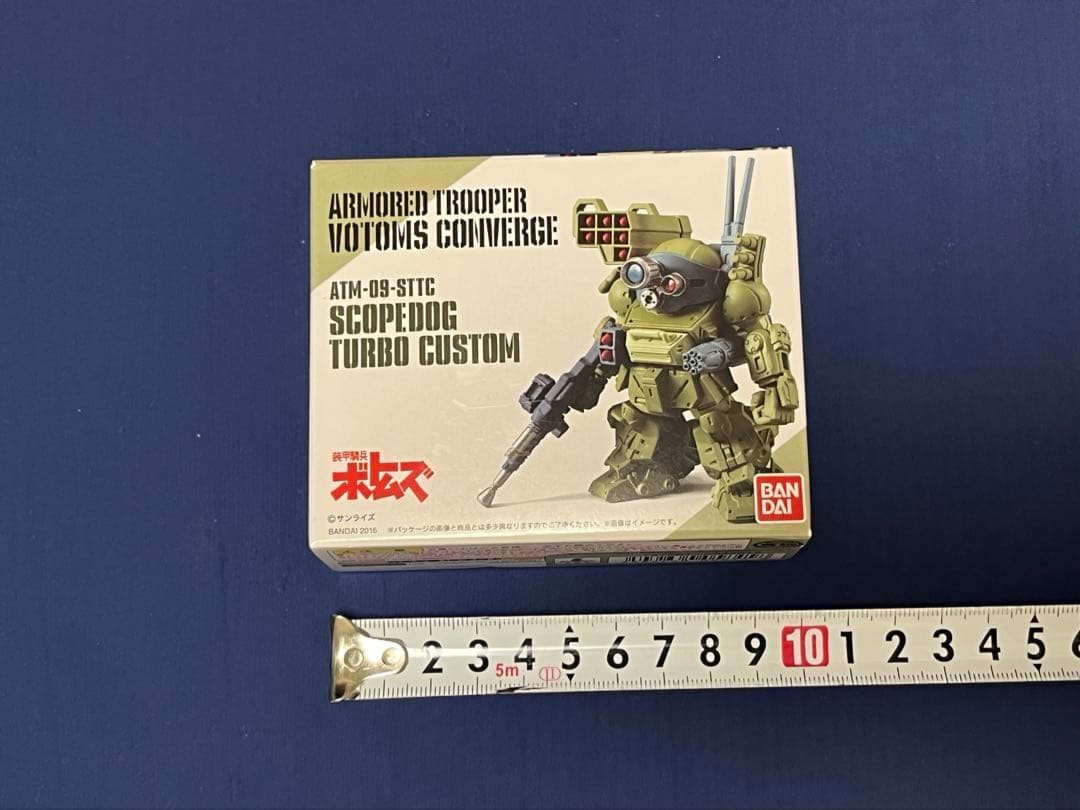 ARMORED TROOPER
VOTOMS CONVERGE
ATM-09-STTC
SCOPEDOG
TURBO CUSTOM
装甲騎兵
ボトムズ
©サンライズ
BANDAI 2016 ※パッケージの画像と商品とは多少異なりますのでご了承ください。※画像はイメージです。
BAN
DAI
2 3 4 5 6 7 8 9 10 1 2 3 4 5 6
5m